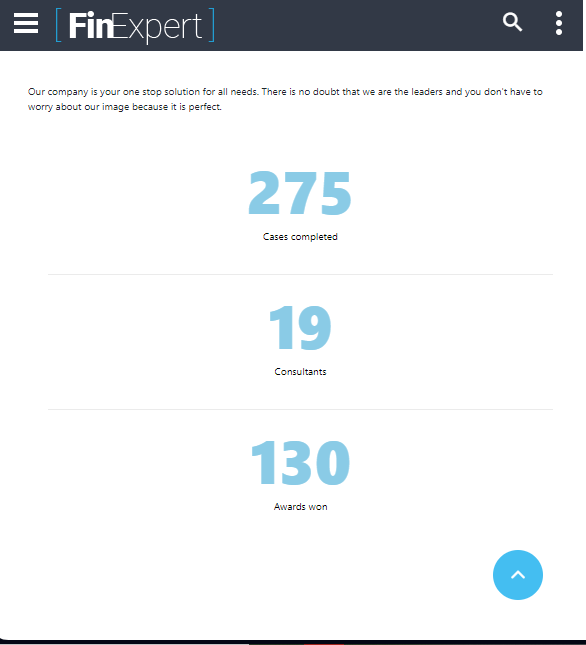 [FinExpert]
Our company is your one stop solution for all needs. There is no doubt that we are the leaders and you don't have to
worry about our image because it is perfect.
275
Cases completed
19
Consultants
130
Awards won